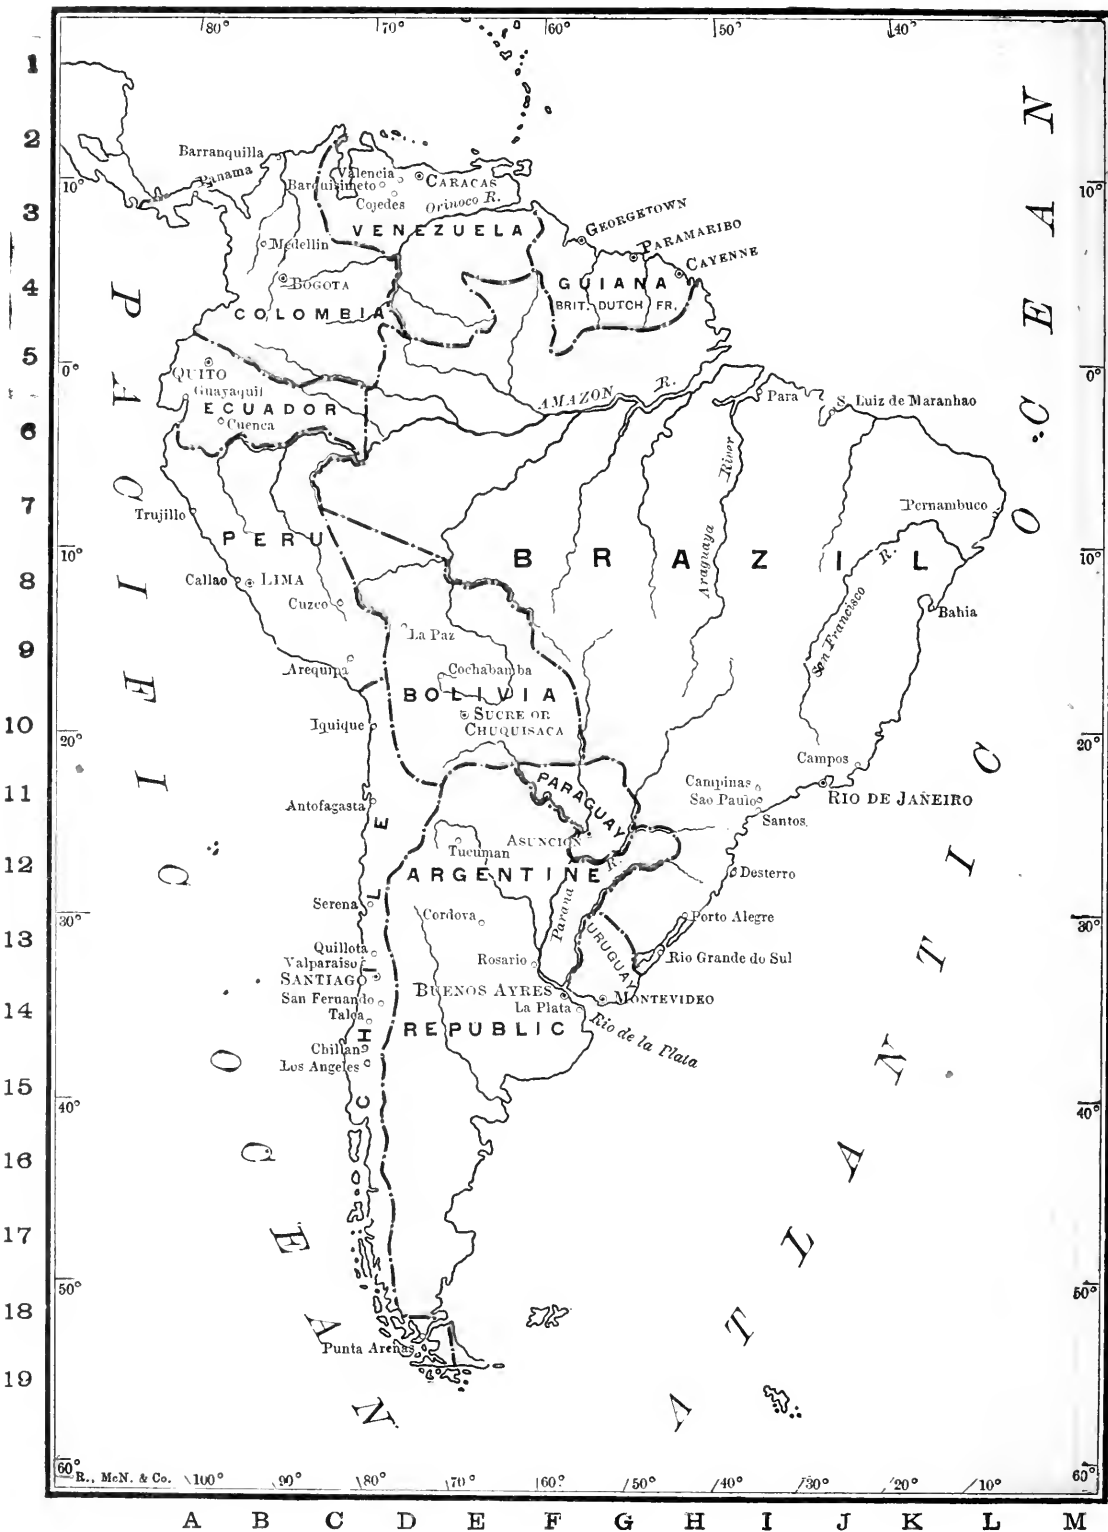 80° 70° 60° 50° 40°
1
2
3
4
5
6
7
8
9
10
11
12
13
14
15
16
17
18
19
10°
0°
10°
20°
30°
40°
50°
60°
10°
0°
10°
20°
30°
40°
50°
60°
PACIFIC OCEAN
ATLANTIC OCEAN
Barranquilla
Panama
Valencia
CARACAS
Barquisimeto
Cojedes
Orinoco R.
VENEZUELA
GEORGETOWN
PARAMARIBO
CAYENNE
Medellin
BOGOTA
COLOMBIA
GUIANA
BRIT. DUTCH FR.
QUITO
Guayaquil
ECUADOR
Cuenca
AMAZON R.
Para
S. Luiz de Maranhao
River
Araguaya
Trujillo
PERU
Pernambuco
BRAZIL
R.
San Francisco
Callao
LIMA
Cuzco
Bahia
La Paz
Arequipa
Cochabamba
BOLIVIA
Iquique
SUCRE OR
CHUQUISACA
Campos
PARAGUAY
Campinas
Sao Paulo
RIO DE JAÑEIRO
Antofagasta
Santos
ASUNCION
Tucuman
ARGENTINE
Parana R.
Desterro
Serena
Cordova
Porto Alegre
URUGUAY
Quillota
Valparaiso
SANTIAGO
Rosario
Rio Grande do Sul
BUENOS AYRES
MONTEVIDEO
San Fernando
La Plata
Talca
REPUBLIC
Rio de la Plata
Chillan
Los Angeles
CHILE
Punta Arenas
R., McN. & Co.
100° 90° 80° 70° 60° 50° 40° 30° 20° 10°
A B C D E F G H I J K L M